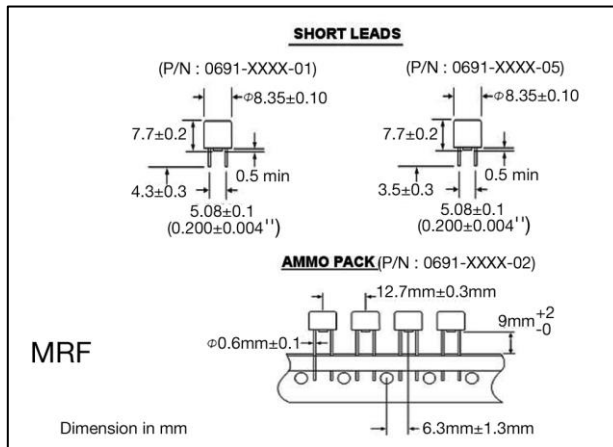 SHORT LEADS
(P/N : 0691-XXXX-01)
(P/N : 0691-XXXX-05)
Φ8.35±0.10
Φ8.35±0.10
7.7±0.2
7.7±0.2
0.5 min
0.5 min
4.3±0.3
3.5±0.3
5.08±0.1
(0.200±0.004'')
5.08±0.1
(0.200±0.004'')
AMMO PACK (P/N : 0691-XXXX-02)
12.7mm±0.3mm
9mm +2 -0
Φ0.6mm±0.1
MRF
6.3mm±1.3mm
Dimension in mm